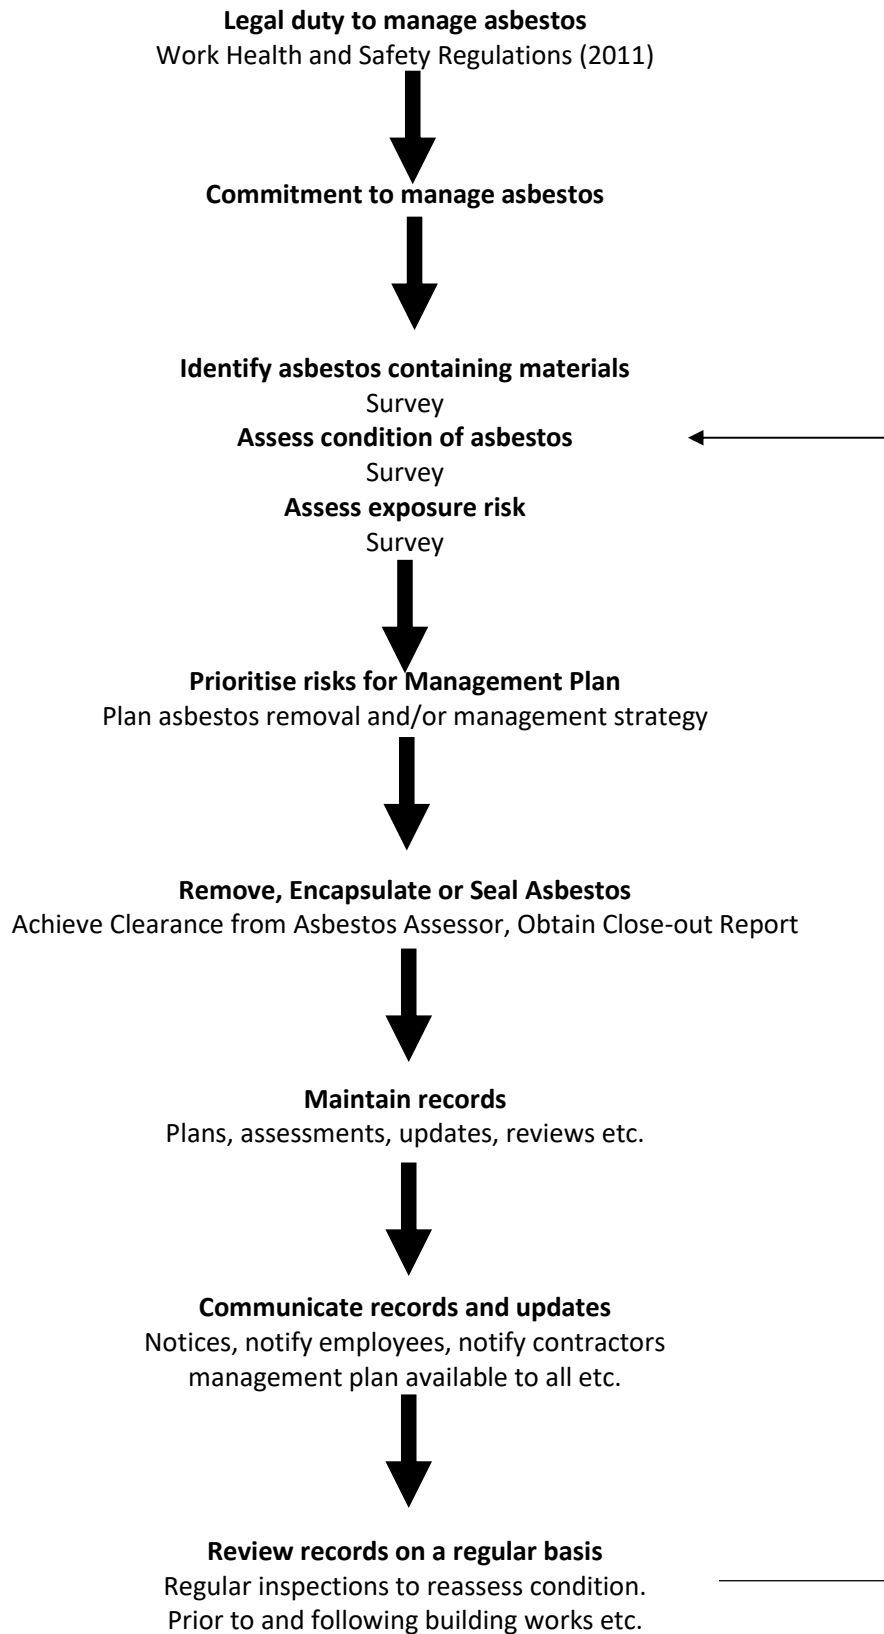 Legal duty to manage asbestos
Work Health and Safety Regulations (2011)
Commitment to manage asbestos
Identify asbestos containing materials
Survey
Assess condition of asbestos
Survey
Assess exposure risk
Survey
Prioritise risks for Management Plan
Plan asbestos removal and/or management strategy
Remove, Encapsulate or Seal Asbestos
Achieve Clearance from Asbestos Assessor, Obtain Close-out Report
Maintain records
Plans, assessments, updates, reviews etc.
Communicate records and updates
Notices, notify employees, notify contractors
management plan available to all etc.
Review records on a regular basis
Regular inspections to reassess condition.
Prior to and following building works etc.